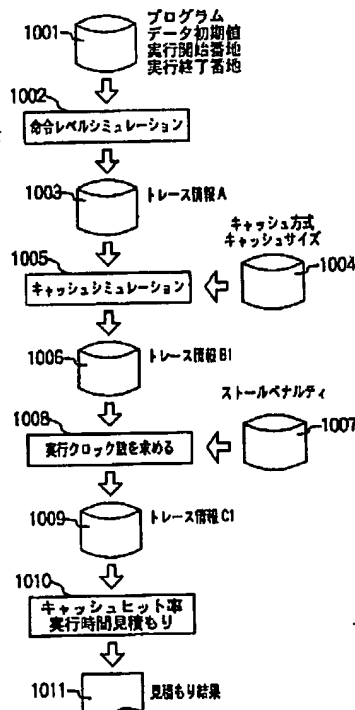 1001
プログラム
データ初期値
実行開始番地
実行終了番地
1002
命令レベルシミュレーション
1003
トレース情報A
キャッシュ方式
キャッシュサイズ
1004
1005
キャッシュシミュレーション
1006
トレース情報B1
ストールペナルティ
1007
1008
実行クロック数を求める
1009
トレース情報C1
1010
キャッシュヒット率
実行時間見積もり
1011
見積もり結果